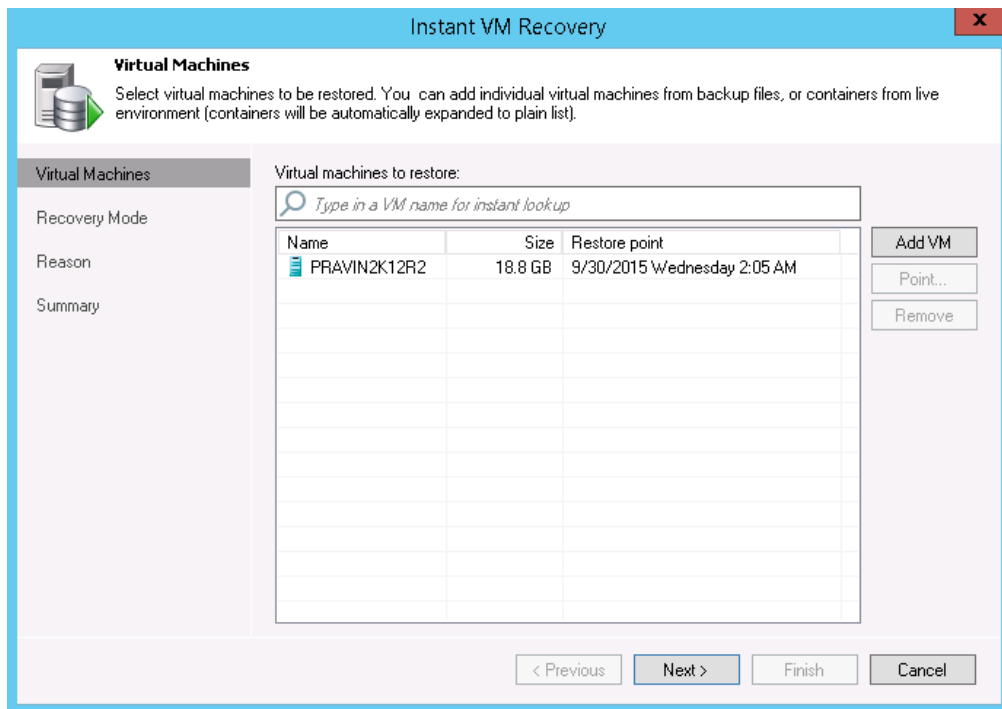 Instant VM Recovery
x
Virtual Machines
Select virtual machines to be restored. You can add individual virtual machines from backup files, or containers from live
environment (containers will be automatically expanded to plain list).
Virtual Machines
Recovery Mode
Reason
Summary
Virtual machines to restore:
Type in a VM name for instant lookup
Name Size Restore point
PRAVIN2K12R2 18.8 GB 9/30/2015 Wednesday 2:05 AM
Add VM
Point...
Remove
< Previous Next > Finish Cancel